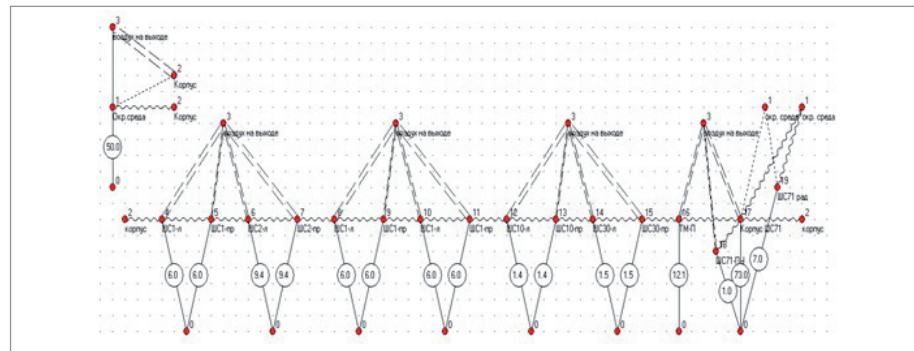 3
воздух на выходе
2
Корпус
1
2
Окр.среда
Корпус
50.0
0
3
воздух на выходе
3
воздух на выходе
3
воздух на выходе
3
воздух на выходе
1
окр. среда
1
окр. среда
19
ШС71 рад
2
корпус
4
ШС1-л
5
ШС1-пр
6
ШС2-л
7
ШС2-пр
8
ШС1-л
9
ШС1-пр
10
ШС1-л
11
ШС1-пр
12
ШС10-л
13
ШС10-пр
14
ШС30-л
15
ШС30-пр
16
ТМ-П
17
Корпус
ШС71
2
корпус
18
ШС71-ПН
6.0
6.0
9.4
9.4
6.0
6.0
6.0
6.0
1.4
1.4
1.5
1.5
12.1
1.0
73.0
7.0
0
0
0
0
0
0
0
0